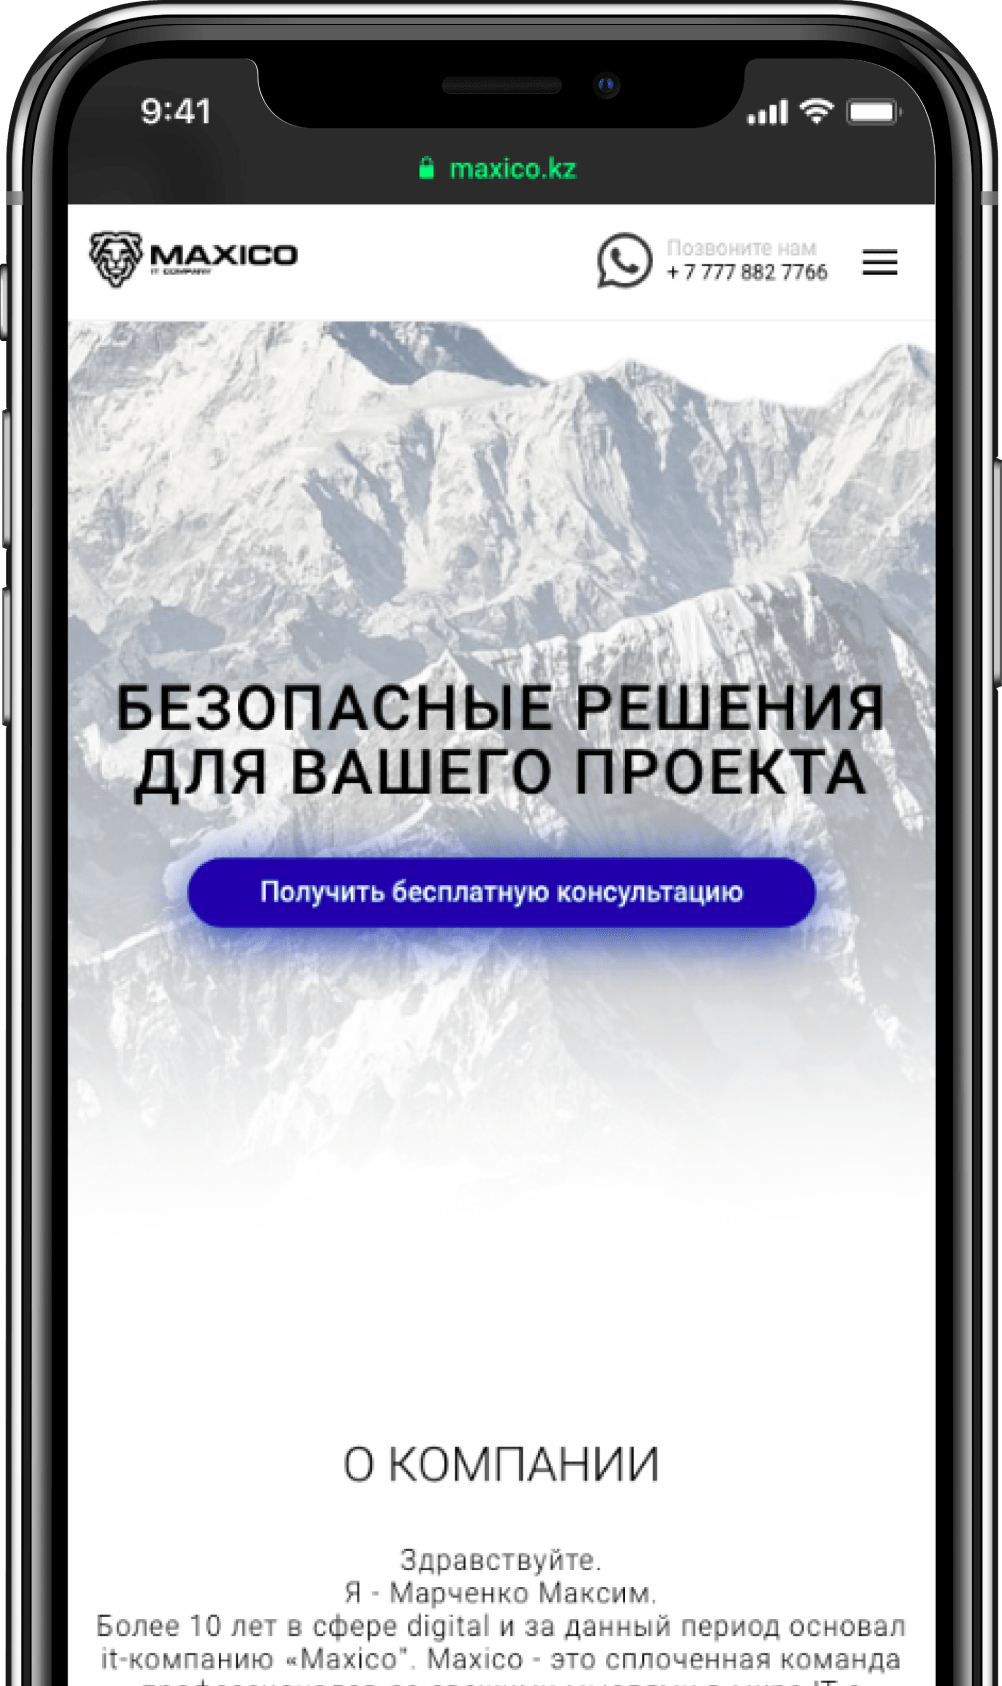 9:41
maxico.kz
MAXICO
IT COMPANY
Позвоните нам
+ 7 777 882 7766
БЕЗОПАСНЫЕ РЕШЕНИЯ
ДЛЯ ВАШЕГО ПРОЕКТА
Получить бесплатную консультацию
О КОМПАНИИ
Здравствуйте.
Я - Марченко Максим.
Более 10 лет в сфере digital и за данный период основал
it-компанию «Maxico". Maxico - это сплоченная команда